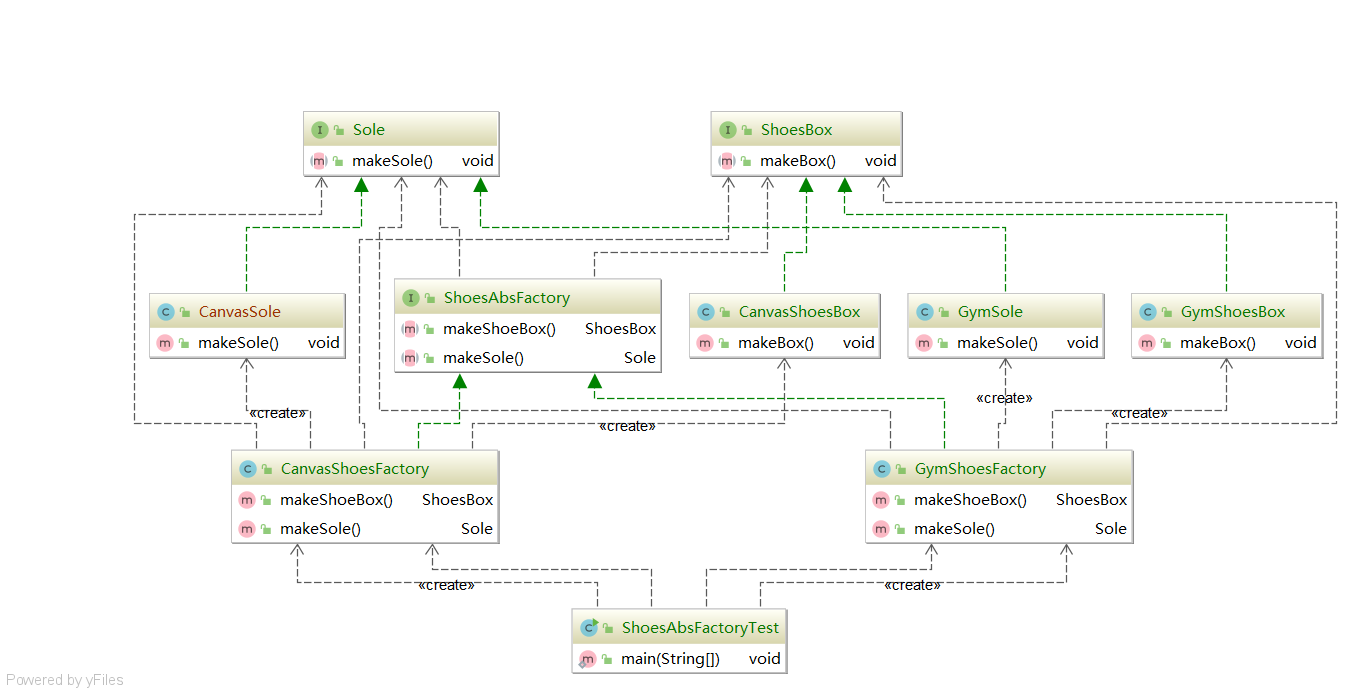 Sole
makeSole() void
ShoesBox
makeBox() void
CanvasSole
makeSole() void
ShoesAbsFactory
makeShoeBox() ShoesBox
makeSole() Sole
CanvasShoesBox
makeBox() void
GymSole
makeSole() void
GymShoesBox
makeBox() void
«create»
«create»
«create»
«create»
CanvasShoesFactory
makeShoeBox() ShoesBox
makeSole() Sole
GymShoesFactory
makeShoeBox() ShoesBox
makeSole() Sole
«create»
«create»
ShoesAbsFactoryTest
main(String[]) void
Powered by yFiles